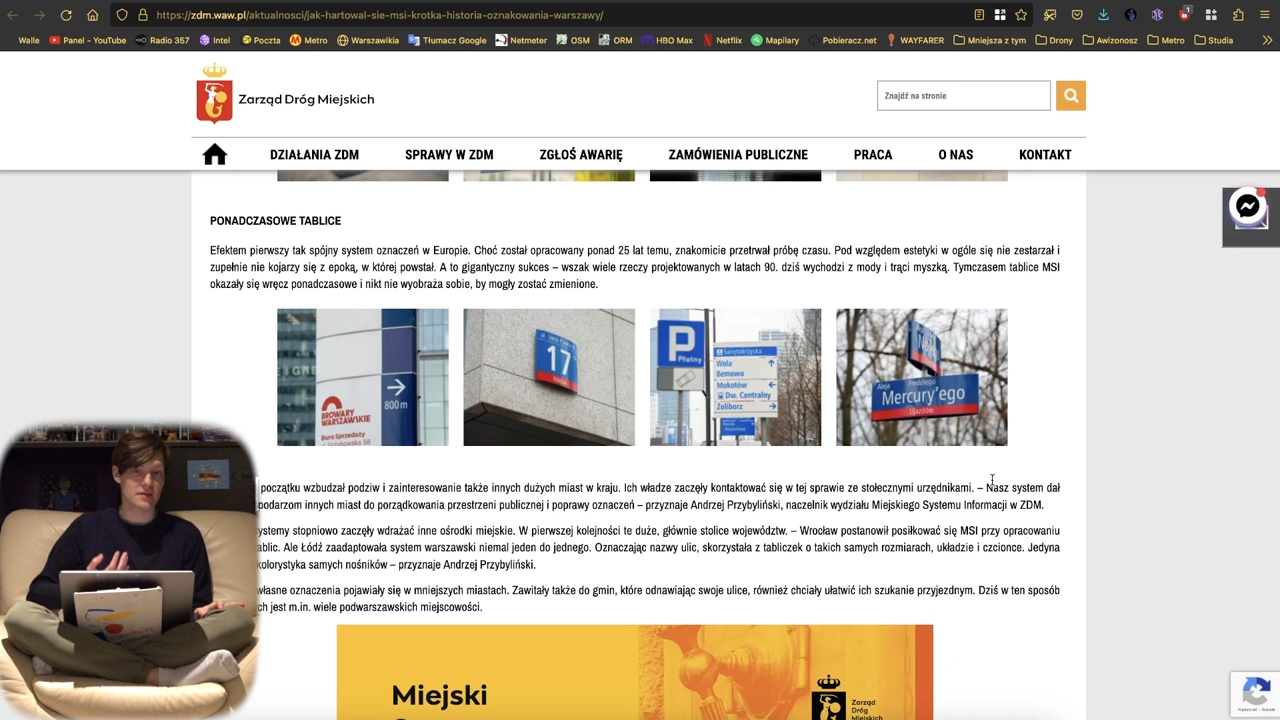 https://zdm.waw.pl/aktualnosci/jak-hartowal-sie-msi-krotka-historia-oznakowania-warszawy/
Walle Panel - YouTube Radio 357 Intel Poczta Metro Warszawikia Tłumacz Google Netmeter OSM ORM HBO Max Netflix Mapilary Pobieracz.net WAYFARER Mniejsza z tym Drony Awizonosz Metro Studia
Zarząd Dróg Miejskich
Znajdź na stronie
DZIAŁANIA ZDM SPRAWY W ZDM ZGŁOŚ AWARIĘ ZAMÓWIENIA PUBLICZNE PRACA O NAS KONTAKT
PONADCZASOWE TABLICE
Efektem pierwszy tak spójny system oznaczeń w Europie. Choć został opracowany ponad 25 lat temu, znakomicie przetrwał próbę czasu. Pod względem estetyki w ogóle się nie zestarzał i
zupełnie nie kojarzy się z epoką, w której powstał. A to gigantyczny sukces – wszak wiele rzeczy projektowanych w latach 90. dziś wychodzi z mody i trąci myszką. Tymczasem tablice MSI
okazały się wręcz ponadczasowe i nikt nie wyobraża sobie, by mogły zostać zmienione.
800 m
BROWARY
WARSZAWSKIE
Biuro Sprzedaży
17
P
Płatny
Świętokrzyska
Wola
Bemowo
Mokotów
Dw. Centralny
Żoliborz
Aleja Freddiego
Mercury'ego
Ujazdów
początku wzbudzał podziw i zainteresowanie także innych dużych miast w kraju. Ich władze zaczęły kontaktować się w tej sprawie ze stołecznymi urzędnikami. – Nasz system dał
podarzom innych miast do porządkowania przestrzeni publicznej i poprawy oznaczeń – przyznaje Andrzej Przybyliński, naczelnik wydziału Miejskiego Systemu Informacji w ZDM.
ystemy stopniowo zaczęły wdrażać inne ośrodki miejskie. W pierwszej kolejności te duże, głównie stolice województw. – Wrocław postanowił posiłkować się MSI przy opracowaniu
ablic. Ale Łódź zaadaptowała system warszawski niemal jeden do jednego. Oznaczając nazwy ulic, skorzystała z tabliczek o takich samych rozmiarach, układzie i czcionce. Jedyna
kolorystyka samych nośników – przyznaje Andrzej Przybyliński.
własne oznaczenia pojawiały się w mniejszych miastach. Zawitały także do gmin, które odnawiając swoje ulice, również chciały ułatwić ich szukanie przyjezdnym. Dziś w ten sposób
ch jest m.in. wiele podwarszawskich miejscowości.
Miejski
Zarząd
Dróg
Miejskich